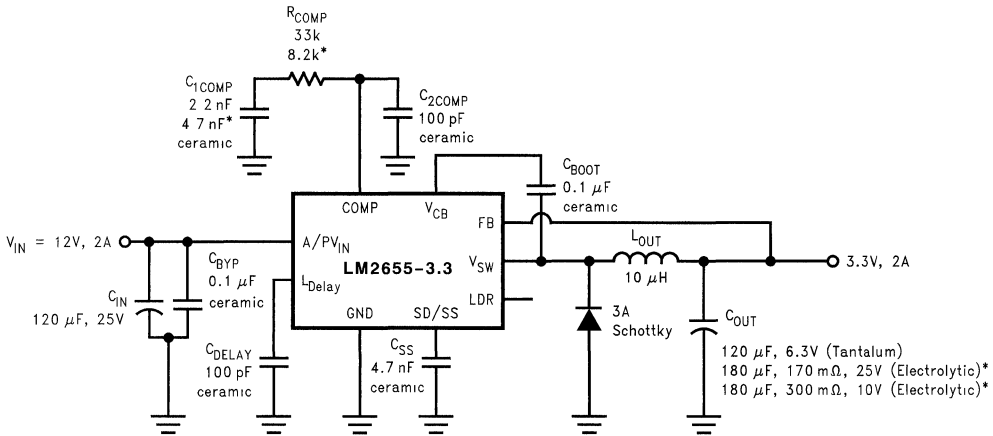 R_COMP
33k
8.2k*
C_1COMP
2 2 nF
4 7 nF*
ceramic
C_2COMP
100 pF
ceramic
C_BOOT
0.1 μF
ceramic
COMP
V_CB
FB
V_IN = 12V, 2A
A/PV_IN
C_BYP
0.1 μF
ceramic
LM2655-3.3
V_SW
L_OUT
10 μH
3.3V, 2A
L_Delay
LDR
C_IN
120 μF, 25V
GND
SD/SS
3A
Schottky
C_OUT
120 μF, 6.3V (Tantalum)
180 μF, 170 mΩ, 25V (Electrolytic)*
180 μF, 300 mΩ, 10V (Electrolytic)*
C_DELAY
100 pF
ceramic
C_SS
4.7 nF
ceramic